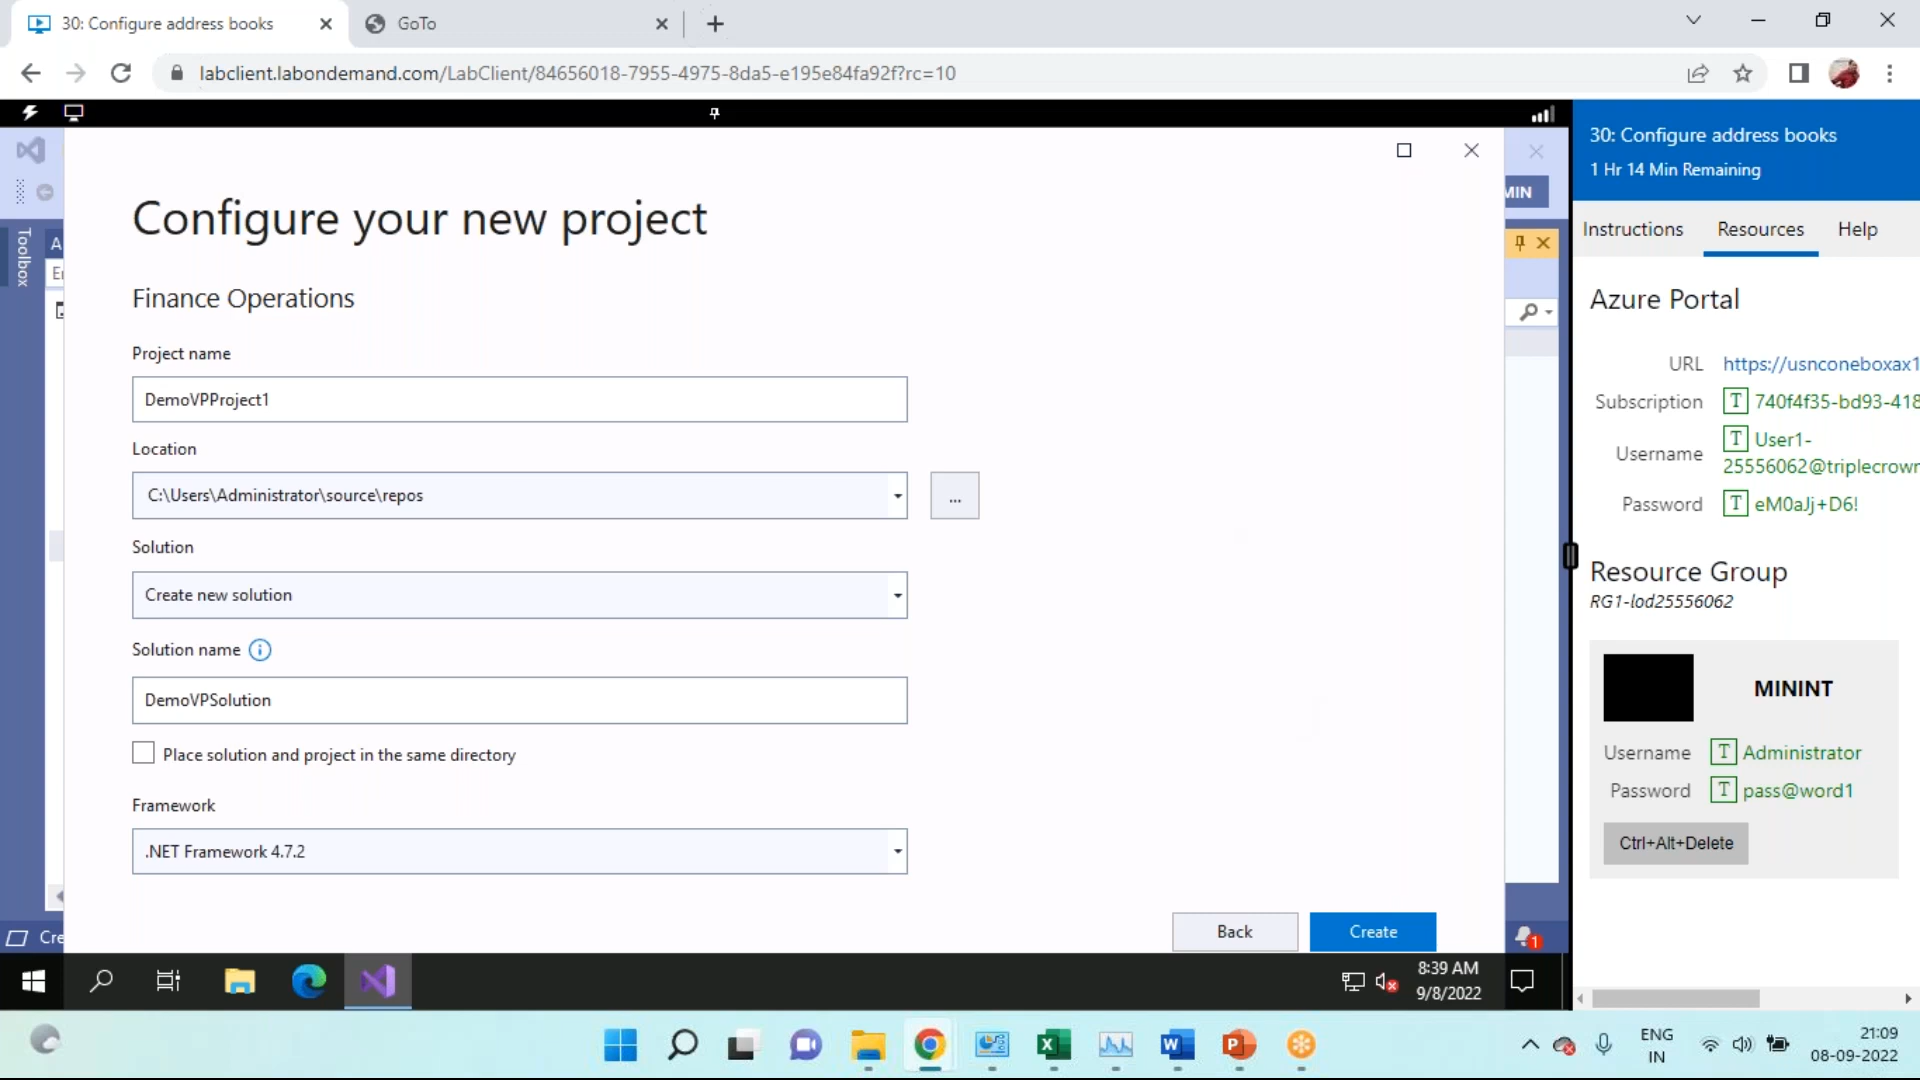 30: Configure address books
GoTo
labclient.labondemand.com/LabClient/84656018-7955-4975-8da5-e195e84fa92f?rc=10
30: Configure address books
1 Hr 14 Min Remaining
Instructions
Resources
Help
Toolbox
Configure your new project
Finance Operations
Project name
DemoVPProject1
Location
C:\Users\Administrator\source\repos
...
Solution
Create new solution
Solution name
DemoVPSolution
Place solution and project in the same directory
Framework
.NET Framework 4.7.2
Back
Create
MIN
Cre
1
Azure Portal
URL https://usnconeboxax1
Subscription T 740f4f35-bd93-418
Username T User1-
25556062@triplecrown
Password T eM0aJj+D6!
Resource Group
RG1-lod25556062
MININT
Username T Administrator
Password T pass@word1
Ctrl+Alt+Delete
8:39 AM
9/8/2022
ENG
IN
21:09
08-09-2022